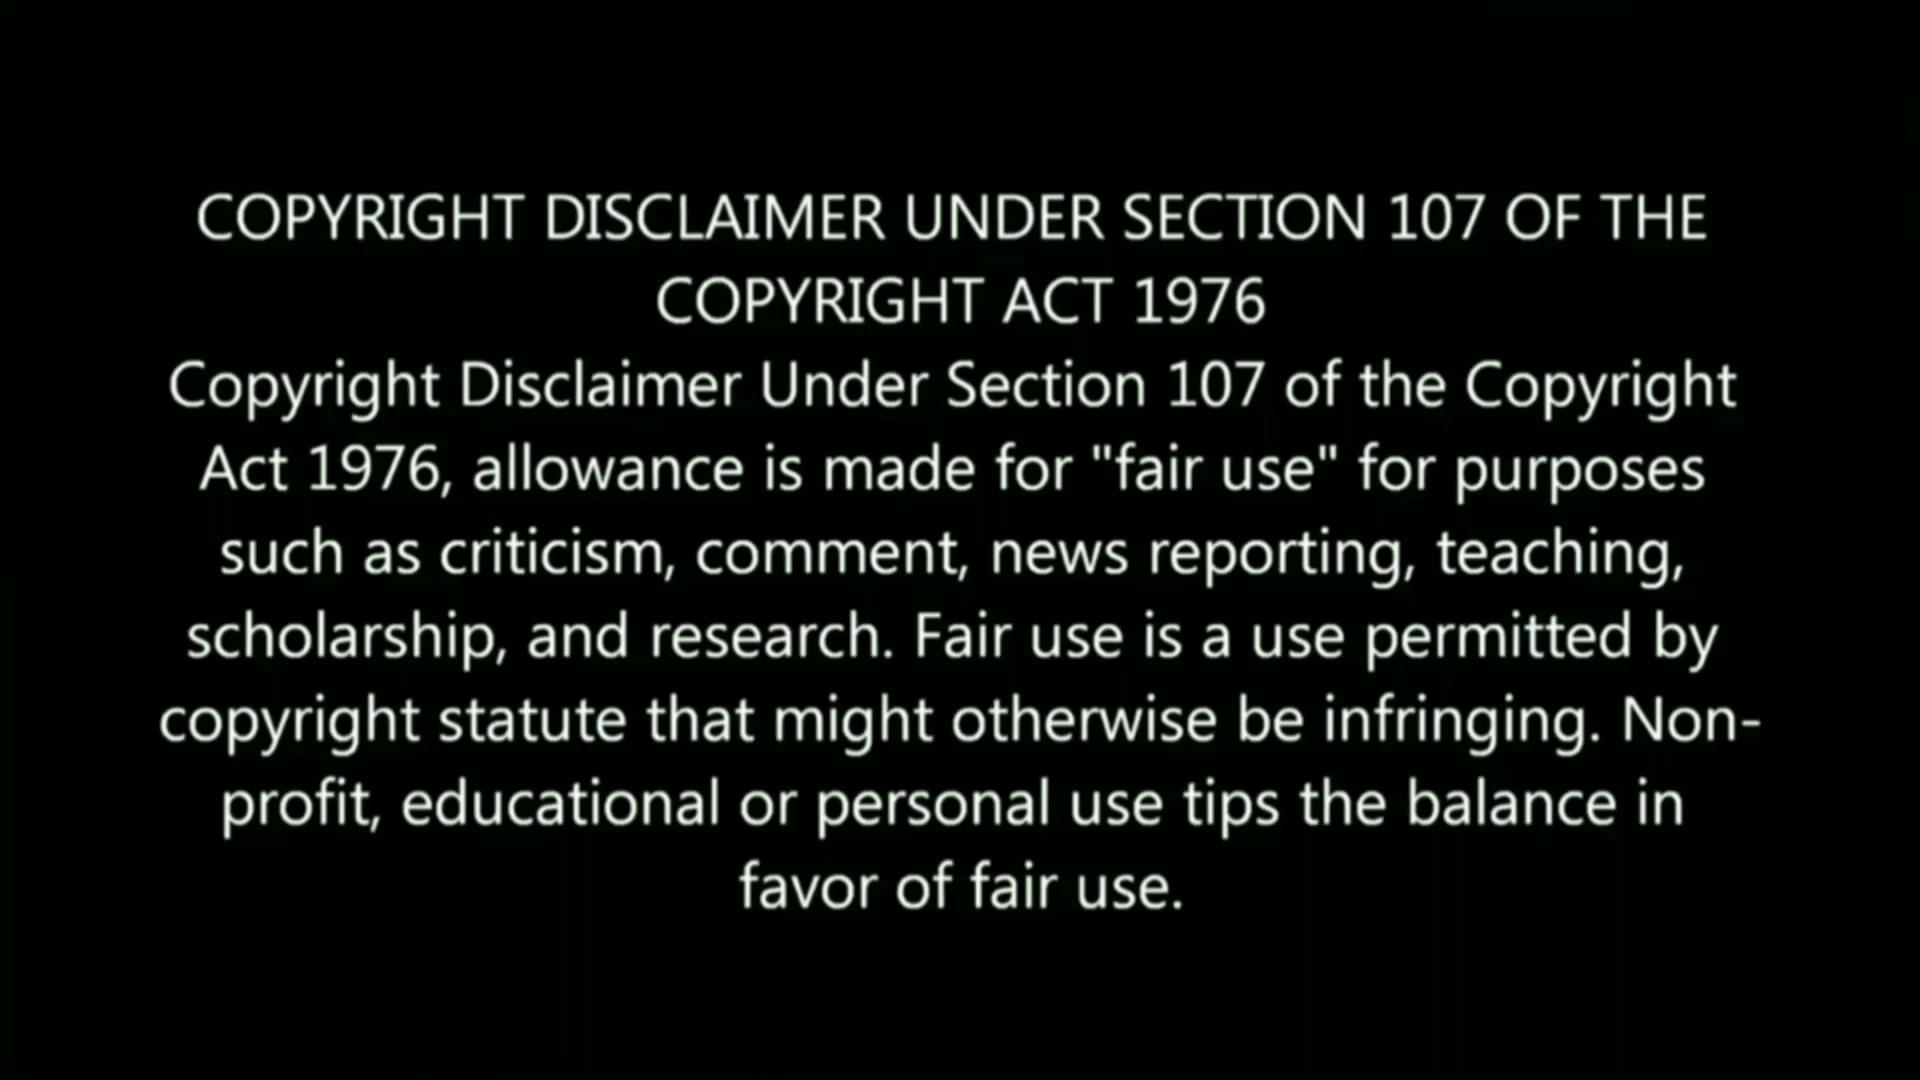 COPYRIGHT DISCLAIMER UNDER SECTION 107 OF THE
COPYRIGHT ACT 1976
Copyright Disclaimer Under Section 107 of the Copyright
Act 1976, allowance is made for "fair use" for purposes
such as criticism, comment, news reporting, teaching,
scholarship, and research. Fair use is a use permitted by
copyright statute that might otherwise be infringing. Non-
profit, educational or personal use tips the balance in
favor of fair use.